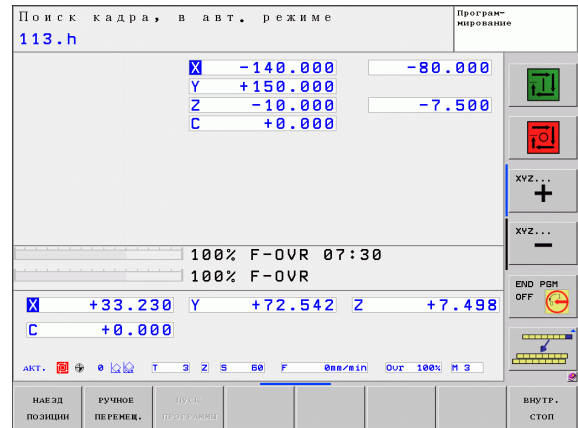 Поиск кадра, в авт. режиме
Програм-
мирование
113.h
X -140.000 -80.000
Y +150.000
Z -10.000 -7.500
C +0.000
XYZ...
+
XYZ...
−
100% F-OVR 07:30
100% F-OVR
END PGM
OFF
X +33.230 Y +72.542 Z +7.498
C +0.000
АКТ. 0 T 3 Z S 60 F 0mm/min Ovr 100% M 3
НАЕЗД
ПОЗИЦИИ
РУЧНОЕ
ПЕРЕМЕЩ.
ПУСК
ПРОГРАММЫ
ВНУТР.
СТОП